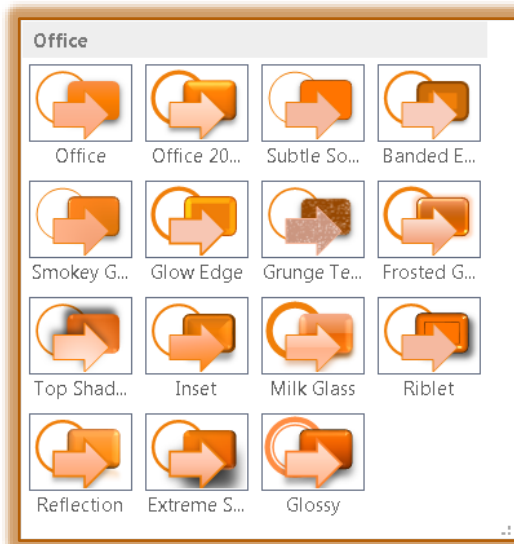 Office
Office Office 20... Subtle So... Banded E...
Smokey G... Glow Edge Grunge Te... Frosted G...
Top Shad... Inset Milk Glass Riblet
Reflection Extreme S... Glossy